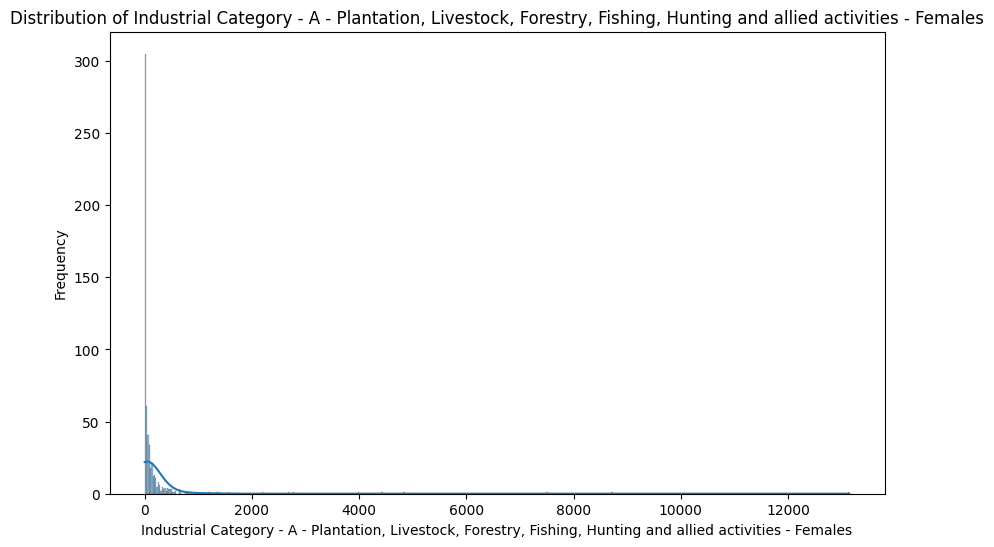 Distribution of Industrial Category - A - Plantation, Livestock, Forestry, Fishing, Hunting and allied activities - Females
300
250
200
150
100
50
0
Frequency
0 2000 4000 6000 8000 10000 12000
Industrial Category - A - Plantation, Livestock, Forestry, Fishing, Hunting and allied activities - Females